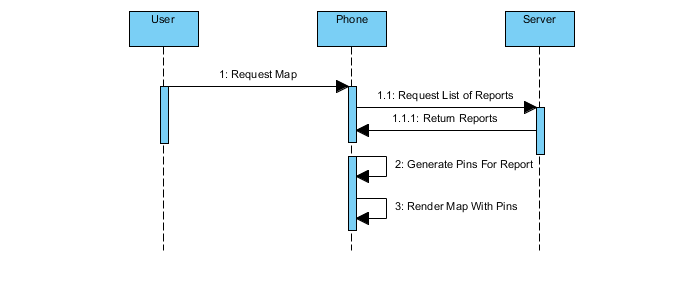 User
Phone
Server
1: Request Map
1.1: Request List of Reports
1.1.1: Return Reports
2: Generate Pins For Report
3: Render Map With Pins